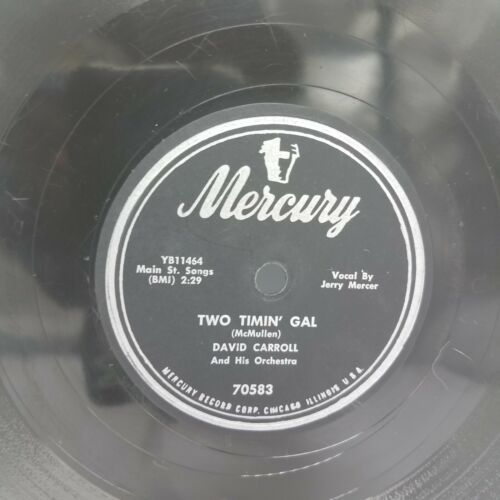 Mercury
YB11464
Main St. Songs
(BMI) 2:29
Vocal By
Jerry Mercer
TWO TIMIN' GAL
(McMullen)
DAVID CARROLL
And His Orchestra
70583
MERCURY RECORD CORP. CHICAGO ILLINOIS U.S.A.